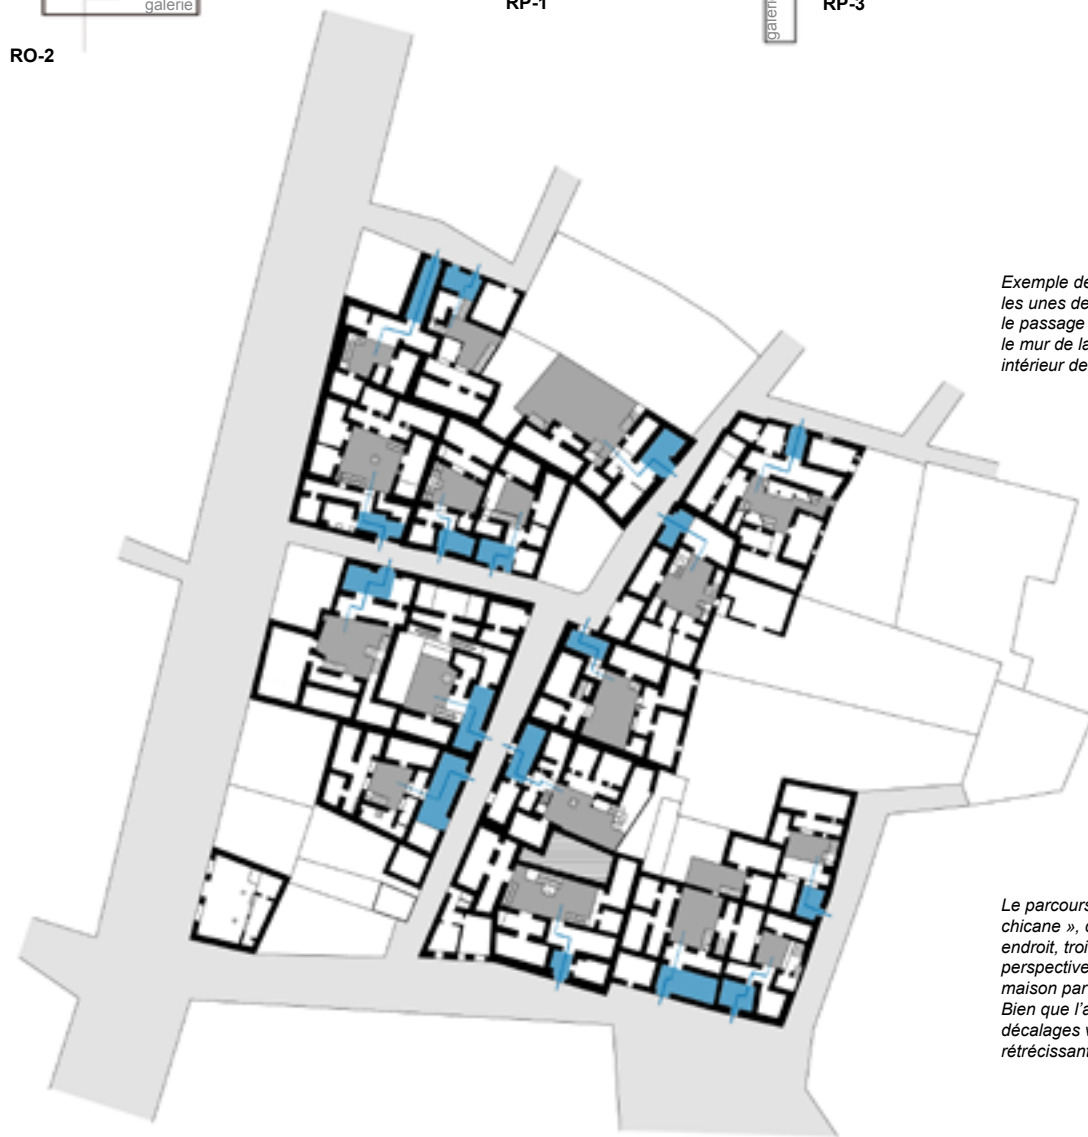 galerie
RP-1
galerie
RP-3
RO-2
Exemple de
les unes de
le passage
le mur de la
intérieur de
Le parcours
chicane »,
endroit, troi
perspective
maison par
Bien que l'a
décalages v
rétrécissant